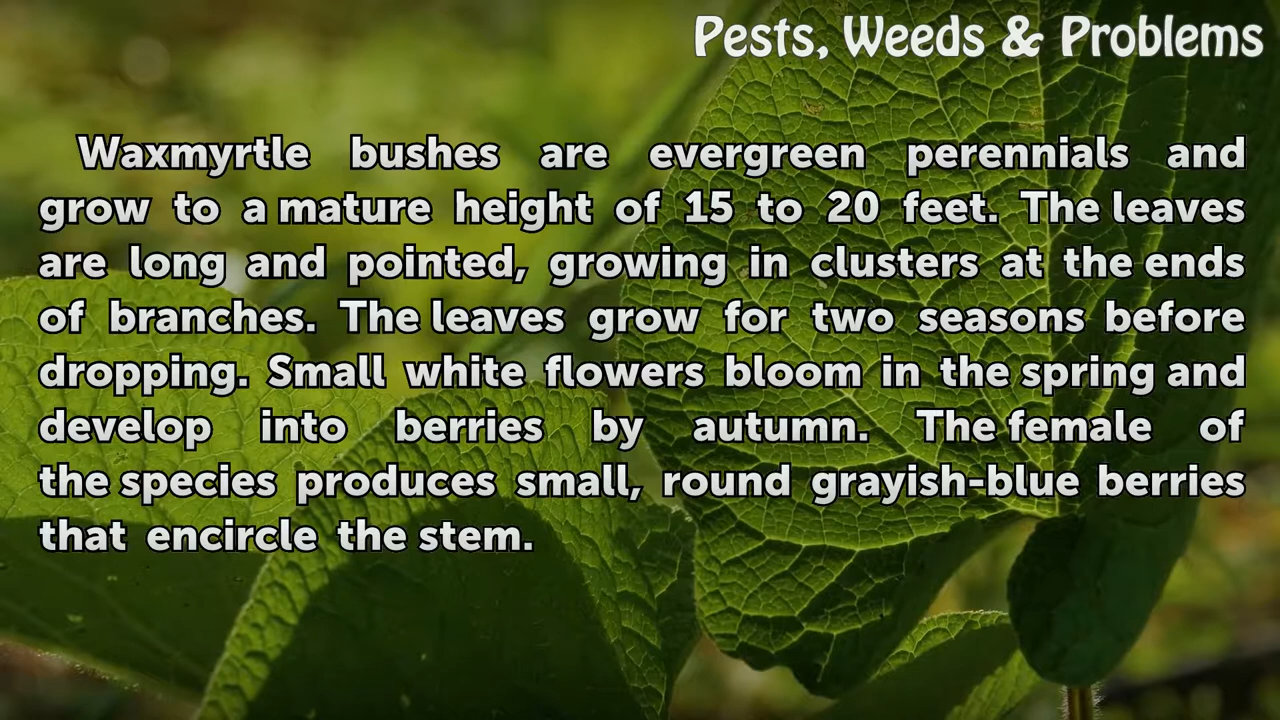 Pests, Weeds & Problems
Waxmyrtle bushes are evergreen perennials and
grow to a mature height of 15 to 20 feet. The leaves
are long and pointed, growing in clusters at the ends
of branches. The leaves grow for two seasons before
dropping. Small white flowers bloom in the spring and
develop into berries by autumn. The female of
the species produces small, round grayish-blue berries
that encircle the stem.